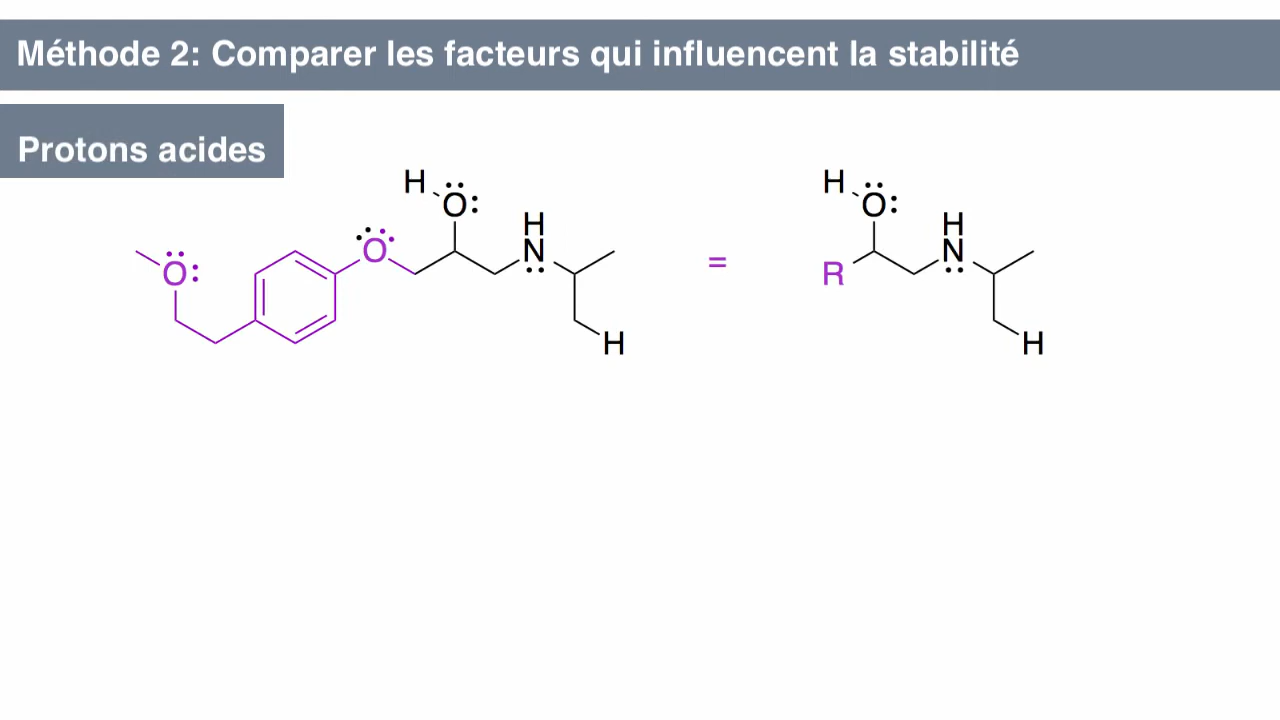 Méthode 2: Comparer les facteurs qui influencent la stabilité
Protons acides
H O H N O O H
=
H O H N R H